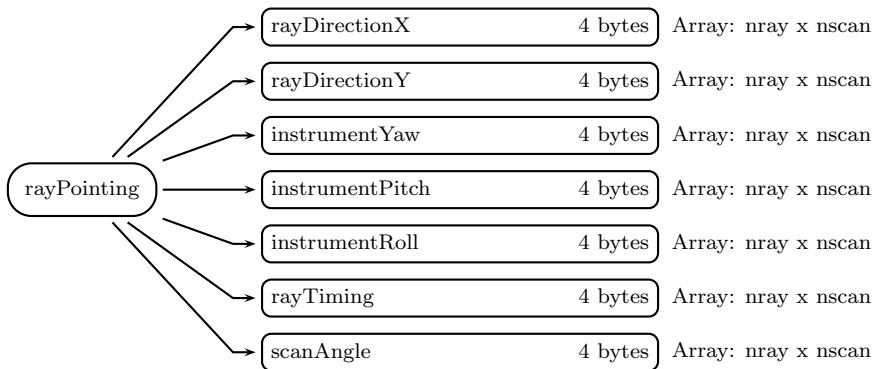 rayDirectionX 4 bytes Array: nray x nscan
rayDirectionY 4 bytes Array: nray x nscan
instrumentYaw 4 bytes Array: nray x nscan
rayPointing
instrumentPitch 4 bytes Array: nray x nscan
instrumentRoll 4 bytes Array: nray x nscan
rayTiming 4 bytes Array: nray x nscan
scanAngle 4 bytes Array: nray x nscan